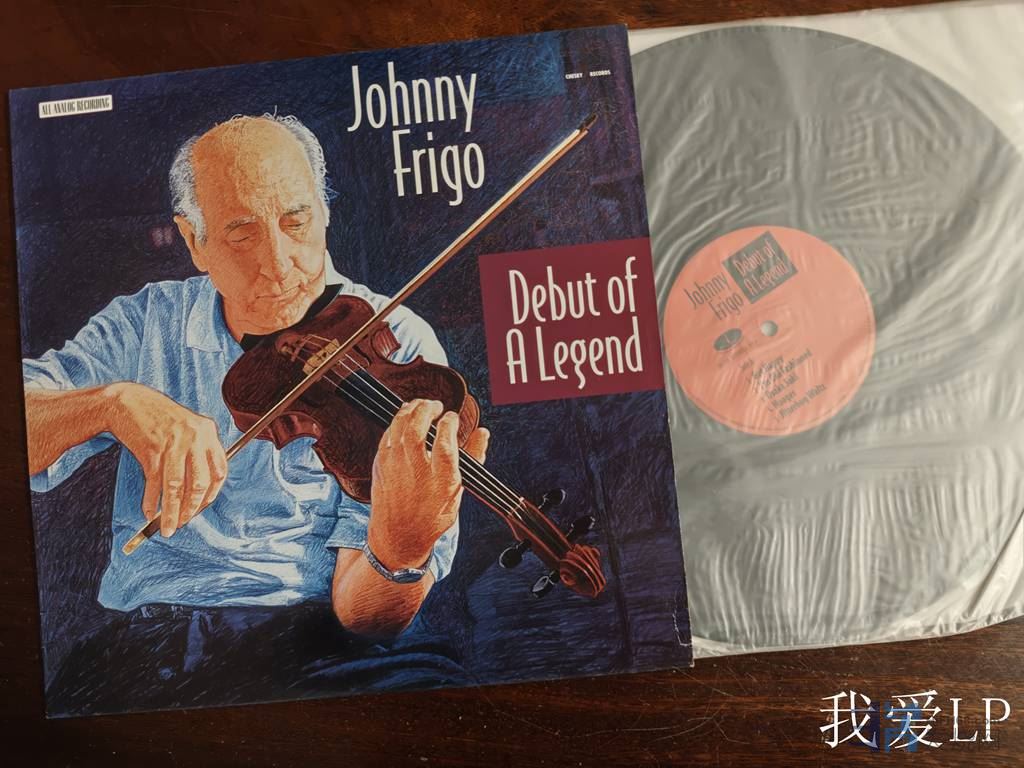 ALL ANALOG RECORDING
CHESKY RECORDS
Johnny
Frigo
Debut of
A Legend
Johnny
Frigo
Debut of
A Legend
我爱LP